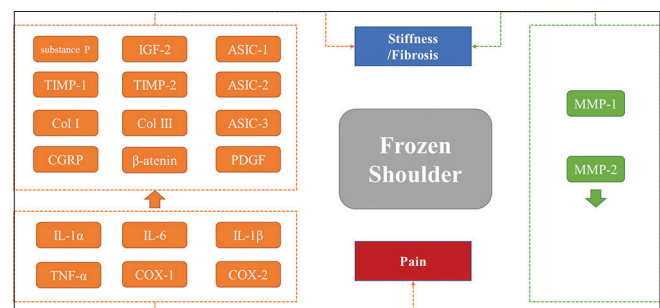 substance P
IGF-2
ASIC-1
TIMP-1
TIMP-2
ASIC-2
Col I
Col III
ASIC-3
CGRP
β-atenin
PDGF
IL-1α
IL-6
IL-1β
TNF-α
COX-1
COX-2
Stiffness
/Fibrosis
Frozen
Shoulder
Pain
MMP-1
MMP-2